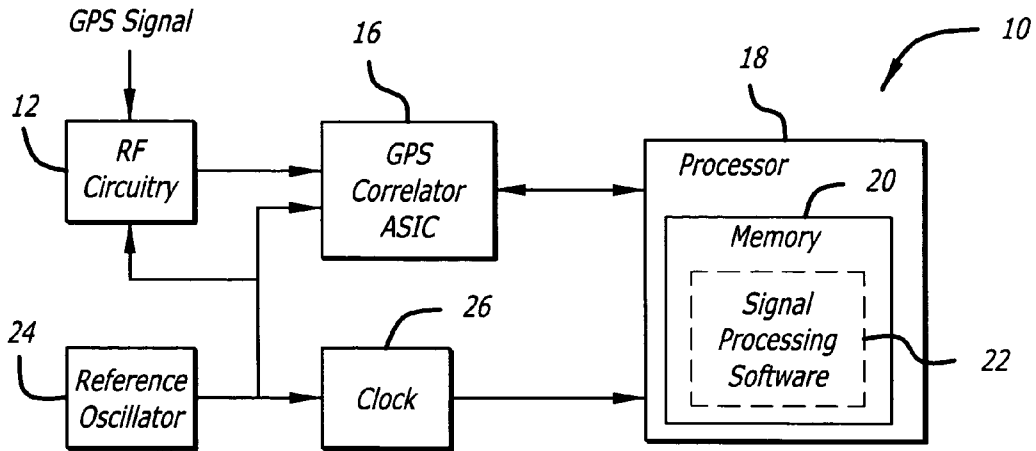 GPS Signal
10
16
18
12
RF
Circuitry
GPS
Correlator
ASIC
Processor
20
Memory
Signal
Processing
Software
22
24
26
Reference
Oscillator
Clock